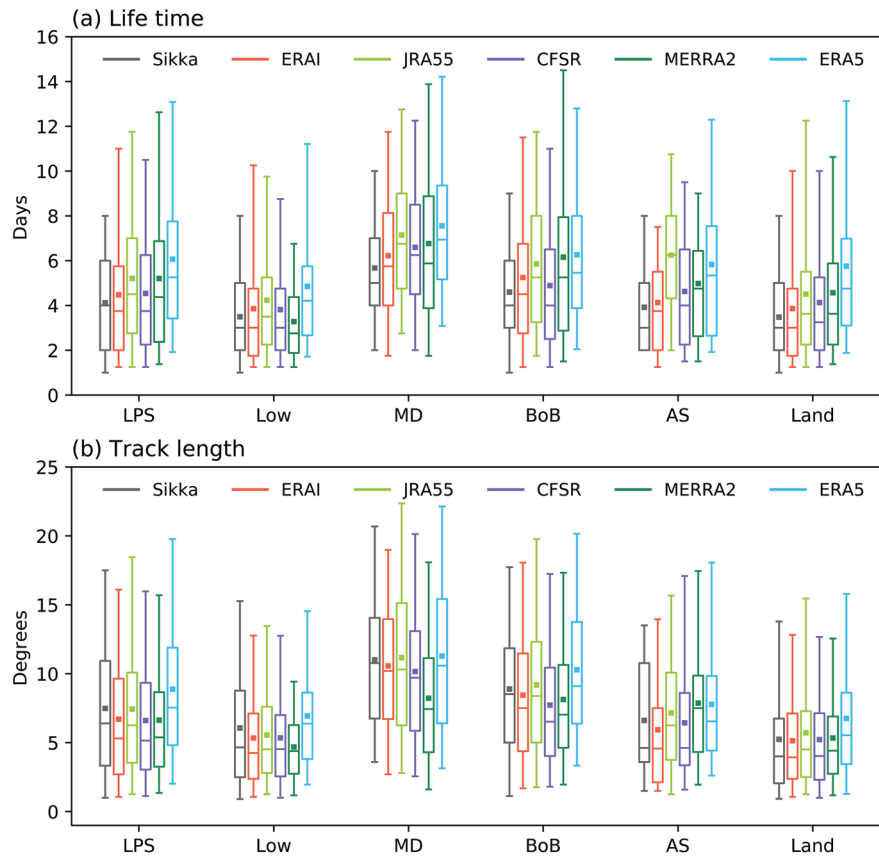 (a) Life time
16
14
12
10
8
6
4
2
0
Days
Sikka ERAI JRA55 CFSR MERRA2 ERA5
LPS Low MD BoB AS Land
(b) Track length
25
20
15
10
5
0
Degrees
Sikka ERAI JRA55 CFSR MERRA2 ERA5
LPS Low MD BoB AS Land